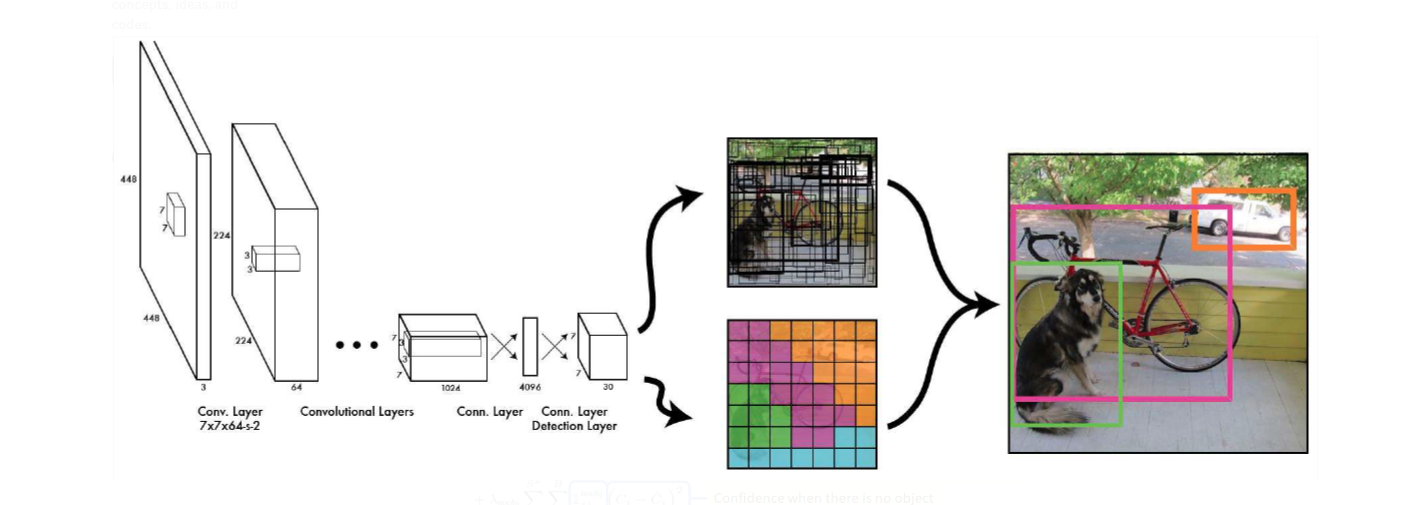 concepts, ideas, and
codes.
448
7
7
448
3
224
3
3
224
64
7
3
3
7
1024
4096
7
7
30
Conv. Layer
7x7x64-s-2
Convolutional Layers
Conn. Layer
Conn. Layer
Detection Layer
Confidence when there is no object